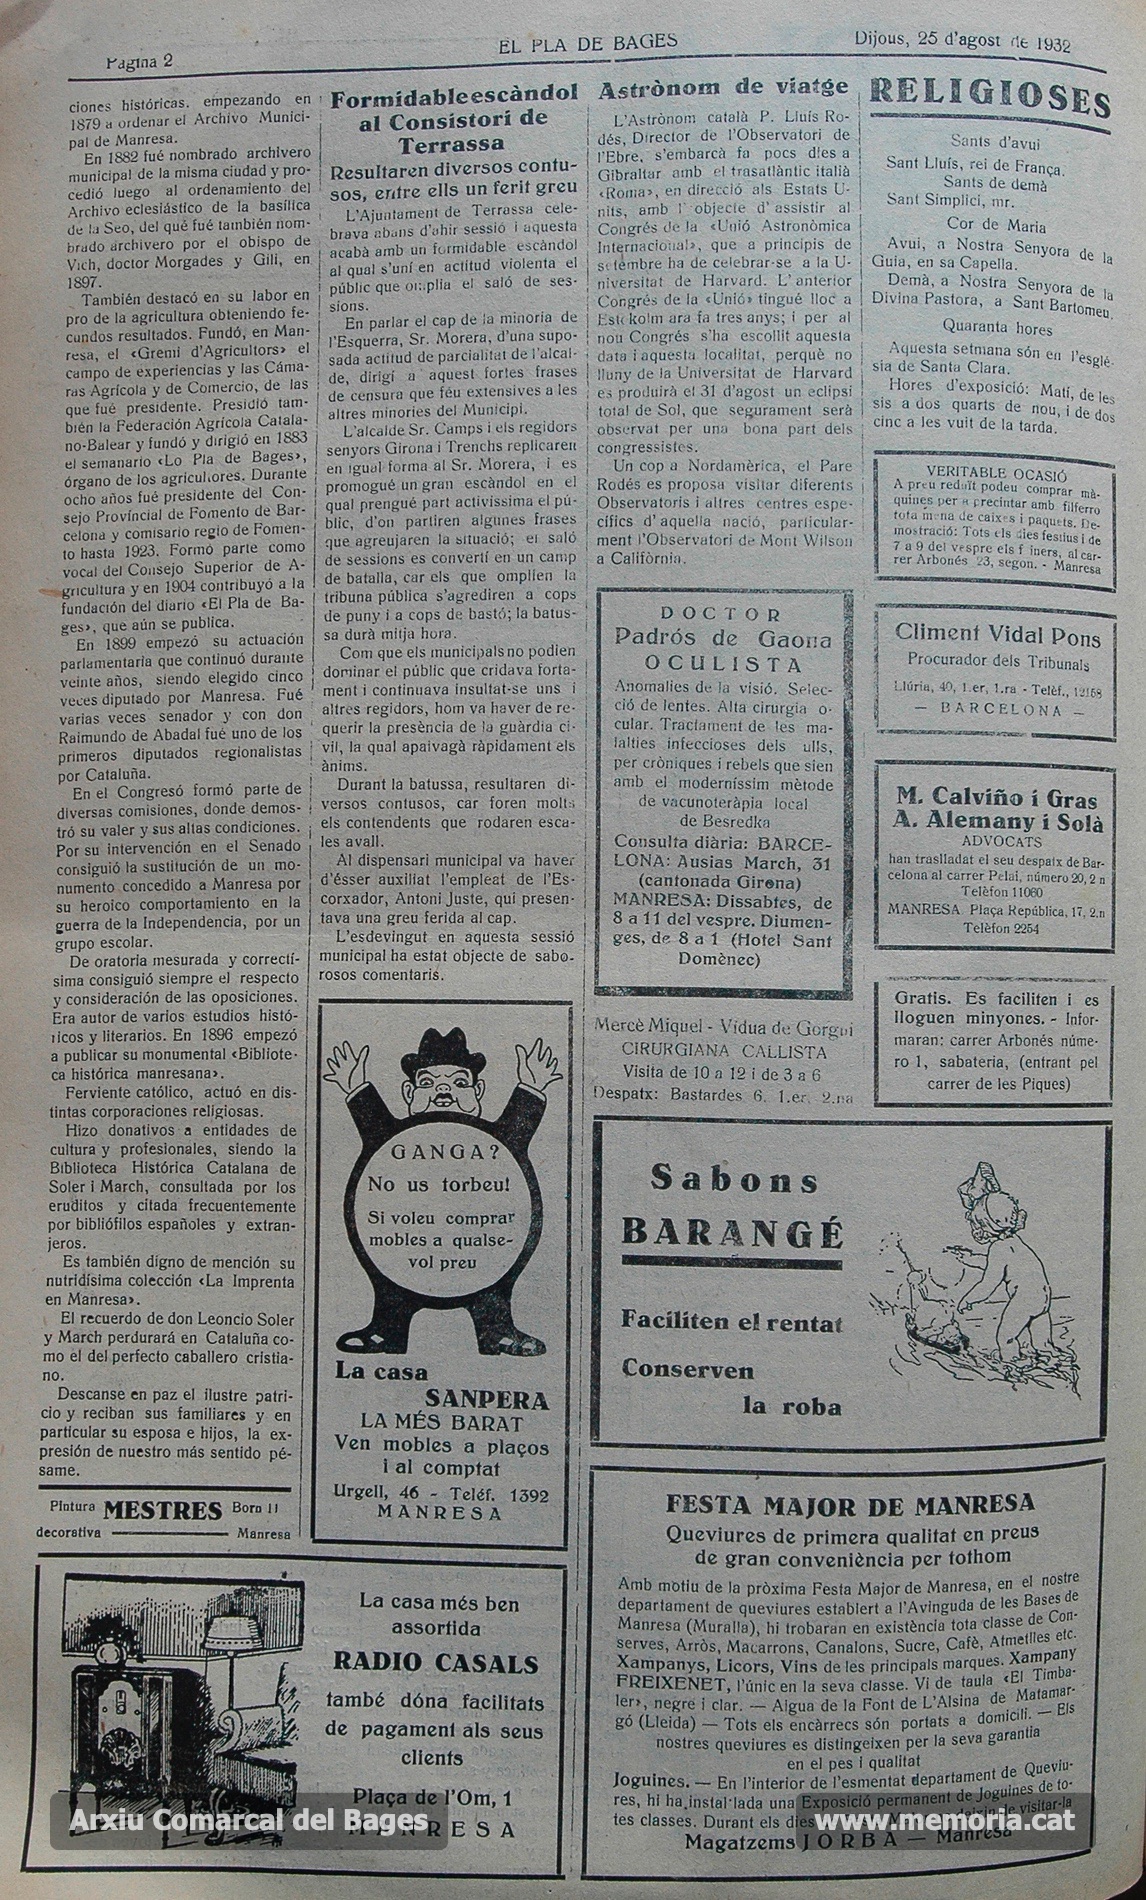 Pagina 2
EL PLA DE BAGES
Dijous, 25 d'agost de 1932
ciones históricas. empezando en
1879 a ordenar el Archivo Munici-
pal de Manresa.
En 1882 fué nombrado archivero
municipal de la misma ciudad y pro-
cedió luego al ordenamiento del
Archivo eclesiástico de la basílica
de la Seo, del qué fué también nom-
brado archivero por el obispo de
Vich, doctor Morgades y Gili, en
1897.
También destacó en su labor en
pro de la agricultura obteniendo fe-
cundos resultados. Fundó, en Man-
resa, el «Gremi d'Agricultors» el
campo de experiencias y las Cáma-
ras Agrícola y de Comercio, de las
que fué presidente. Presidió tam-
bién la Federación Agrícola Catala-
no-Balear y fundó y dirigió en 1883
el semanario «Lo Pla de Bages»,
órgano de los agricultores. Durante
ocho años fué presidente del Con-
sejo Provincial de Fomento de Bar-
celona y comisario regio de Fomen-
to hasta 1923. Formó parte como
vocal del Consejo Superior de A-
gricultura y en 1904 contribuyó a la
fundación del diario «El Pla de Ba-
ges», que aún se publica.
En 1899 empezó su actuación
parlamentaria que continuó durante
veinte años, siendo elegido cinco
veces diputado por Manresa. Fué
varias veces senador y con don
Raimundo de Abadal fué uno de los
primeros diputados regionalistas
por Cataluña.
En el Congresó formó parte de
diversas comisiones, donde demos-
tró su valer y sus altas condiciones.
Por su intervención en el Senado
consiguió la sustitución de un mo-
numento concedido a Manresa por
su heroico comportamiento en la
guerra de la Independencia, por un
grupo escolar.
De oratoria mesurada y correctí-
sima consiguió siempre el respecto
y consideración de las oposiciones.
Era autor de varios estudios histó-
ricos y literarios. En 1896 empezó
a publicar su monumental «Bibliote-
ca histórica manresana».
Ferviente católico, actuó en dis-
tintas corporaciones religiosas.
Hizo donativos a entidades de
cultura y profesionales, siendo la
Biblioteca Histórica Catalana de
Soler i March, consultada por los
eruditos y citada frecuentemente
por bibliófilos españoles y extran-
jeros.
Es también digno de mención su
nutridísima colección «La Imprenta
en Manresa».
El recuerdo de don Leoncio Soler
y March perdurará en Cataluña co-
mo el del perfecto caballero cristia-
no.
Descanse en paz el ilustre patri-
cio y reciban sus familiares y en
particular su esposa e hijos, la ex-
presión de nuestro más sentido pé-
same.
Pintura MESTRES Born 11
decorativa Manresa
Formidable escàndol
al Consistori de
Terrassa
Resultaren diversos contu-
sos, entre ells un ferit greu
L'Ajuntament de Terrassa cele-
brava abans d'ahir sessió i aquesta
acabà amb un formidable escàndol
al qual s'uní en actitud violenta el
públic que omplia el saló de ses-
sions.
En parlar el cap de la minoria de
l'Esquerra, Sr. Morera, d'una supo-
sada actitud de parcialitat de l'alcal-
de, dirigí a aquest fortes frases
de censura que féu extensives a les
altres minories del Municipi.
L'alcalde Sr. Camps i els regidors
senyors Girona i Trenchs replicaren
en igual forma al Sr. Morera, i es
promogué un gran escàndol en el
qual prengué part activíssima el pú-
blic, d'on partiren algunes frases
que agreujaren la situació; el saló
de sessions es convertí en un camp
de batalla, car els que omplien la
tribuna pública s'agrediren a cops
de puny i a cops de bastó; la batus-
sa durà mitja hora.
Com que els municipals no podien
dominar el públic que cridava forta-
ment i continuava insultat-se uns i
altres regidors, hom va haver de re-
querir la presència de la guàrdia ci-
vil, la qual apaivagà ràpidament els
ànims.
Durant la batussa, resultaren di-
versos contusos, car foren molts
els contendents que rodaren esca-
les avall.
Al dispensari municipal va haver
d'ésser auxiliat l'empleat de l'Es-
corxador, Antoni Juste, qui presen-
tava una greu ferida al cap.
L'esdevingut en aquesta sessió
municipal ha estat objecte de sabo-
rosos comentaris.
GANGA?
No us torbeu!
Si voleu comprar
mobles a qualse-
vol preu
La casa
SANPERA
LA MÉS BARAT
Ven mobles a plaços
i al comptat
Urgell, 46 - Teléf. 1392
MANRESA
La casa més ben
assortida
RADIO CASALS
també dóna facilitats
de pagament als seus
clients
Plaça de l'Om, 1
MANRESA
Astrònom de viatge
L'Astrònom català P. Lluís Ro-
dés, Director de l'Observatori de
l'Ebre, s'embarcà fa pocs dies a
Gibraltar amb el trasatlàntic italià
«Roma», en direcció als Estats U-
nits, amb l'objecte d'assistir al
Congrés de la «Unió Astronòmica
Internacional», que a principis de
setembre ha de celebrar-se a la U-
niversitat de Harvard. L'anterior
Congrés de la «Unió» tingué lloc a
Estokolm ara fa tres anys; i per al
nou Congrés s'ha escollit aquesta
data i aquesta localitat, perquè no
lluny de la Universitat de Harvard
es produirà el 31 d'agost un eclipsi
total de Sol, que segurament serà
observat per una bona part dels
congressistes.
Un cop a Nordamèrica, el Pare
Rodés es proposa visitar diferents
Observatoris i altres centres espe-
cífics d'aquella nació, particular-
ment l'Observatori de Mont Wilson
a Califòrnia.
DOCTOR
Padrós de Gaona
OCULISTA
Anomalies de la visió. Selec-
ció de lentes. Alta cirurgia o-
cular. Tractament de les ma-
lalties infeccioses dels ulls,
per cròniques i rebels que sien
amb el moderníssim mètode
de vacunoteràpia local
de Besredka
Consulta diària: BARCE-
LONA: Ausias March, 31
(cantonada Girona)
MANRESA: Dissabtes, de
8 a 11 del vespre. Diumen-
ges, de 8 a 1 (Hotel Sant
Domènec)
Mercè Miquel - Vídua de Gorgui
CIRURGIANA CALLISTA
Visita de 10 a 12 i de 3 a 6
Despatx: Bastardes 6, 1.er, 2.na
RELIGIOSES
Sants d'avui
Sant Lluís, rei de França.
Sants de demà
Sant Simplici, mr.
Cor de Maria
Avui, a Nostra Senyora de la
Guia, en sa Capella.
Demà, a Nostra Senyora de la
Divina Pastora, a Sant Bartomeu.
Quaranta hores
Aquesta setmana són en l'esglé-
sia de Santa Clara.
Hores d'exposició: Matí, de les
sis a dos quarts de nou, i de dos
cinc a les vuit de la tarda.
VERITABLE OCASIÓ
A preu reduït podeu comprar mà-
quines per a precintar amb filferro
tota mena de caixes i paquets. De-
mostració: Tots els dies festius i de
7 a 9 del vespre els feiners, al car-
rer Arbonés 23, segon. - Manresa
Climent Vidal Pons
Procurador dels Tribunals
Llúria, 40, 1.er, 1.ra - Telèf., 12168
— BARCELONA —
M. Calviño i Gras
A. Alemany i Solà
ADVOCATS
han traslladat el seu despatx de Bar-
celona al carrer Pelai, número 20, 2 n
Telèfon 11060
MANRESA Plaça República, 17, 2.n
Telèfon 2254
Gratis. Es faciliten i es
lloguen minyones. - Infor-
maran: carrer Arbonés núme-
ro 1, sabateria, (entrant pel
carrer de les Piques)
Sabons
BARANGÉ
Faciliten el rentat
Conserven
la roba
FESTA MAJOR DE MANRESA
Queviures de primera qualitat en preus
de gran conveniència per tothom
Amb motiu de la pròxima Festa Major de Manresa, en el nostre
departament de queviures establert a l'Avinguda de les Bases de
Manresa (Muralla), hi trobaran en existència tota classe de Con-
serves, Arròs, Macarrons, Canalons, Sucre, Cafè, Atmetlles etc.
Xampanys, Licors, Vins de les principals marques. Xampany
FREIXENET, l'únic en la seva classe. Vi de taula «El Timba-
ler», negre i clar. — Aigua de la Font de L'Alsina de Matamar-
gó (Lleida) — Tots els encàrrecs són portats a domicili. — Els
nostres queviures es distingeixen per la seva garantia
en el pes i qualitat
Joguines. — En l'interior de l'esmentat departament de Queviu-
res, hi ha instal·lada una Exposició permanent de Joguines de to-
tes classes. Durant els dies deixin de visitar-la
Magatzems JORBA — Manresa
Arxiu Comarcal del Bages
www.memoria.cat